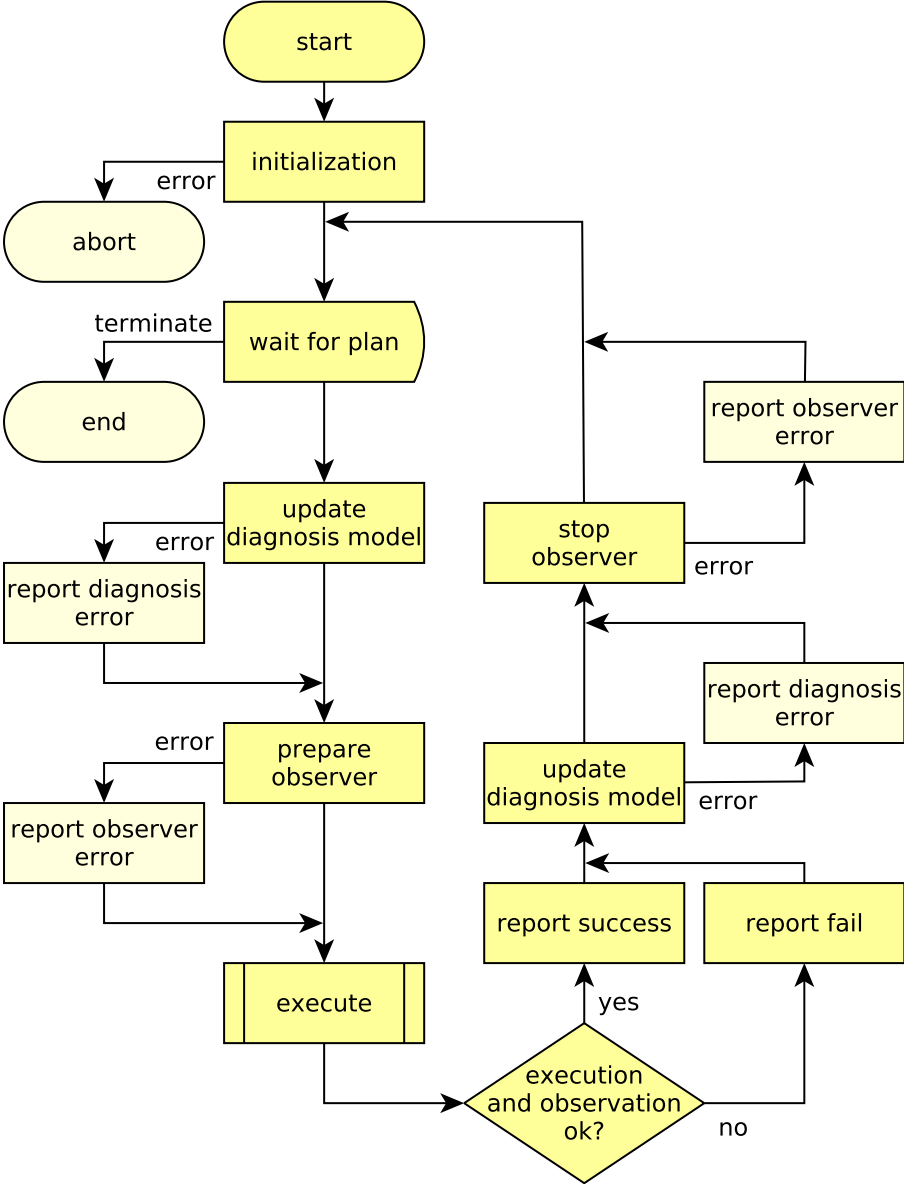 start
initialization
error
abort
terminate
wait for plan
end
report observer
error
update
diagnosis model
error
stop
observer
error
report diagnosis
error
report diagnosis
error
error
prepare
observer
update
diagnosis model
error
report observer
error
report success
report fail
execute
yes
execution
and observation
ok?
no